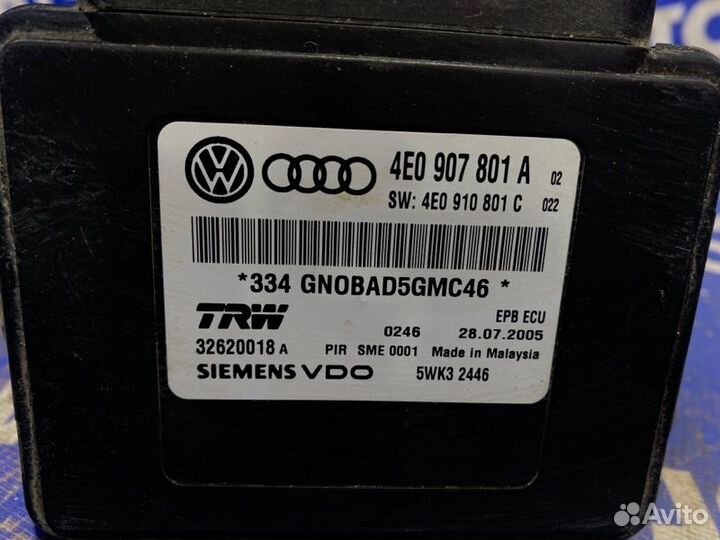 4E0 907 801 A 02
SW: 4E0 910 801 C 022
*334 GNOBAD5GMC46 *
TRW EPB ECU
0246 28.07.2005
32620018 A PIR SME 0001 Made in Malaysia
SIEMENS VDO 5WK3 2446
Avito